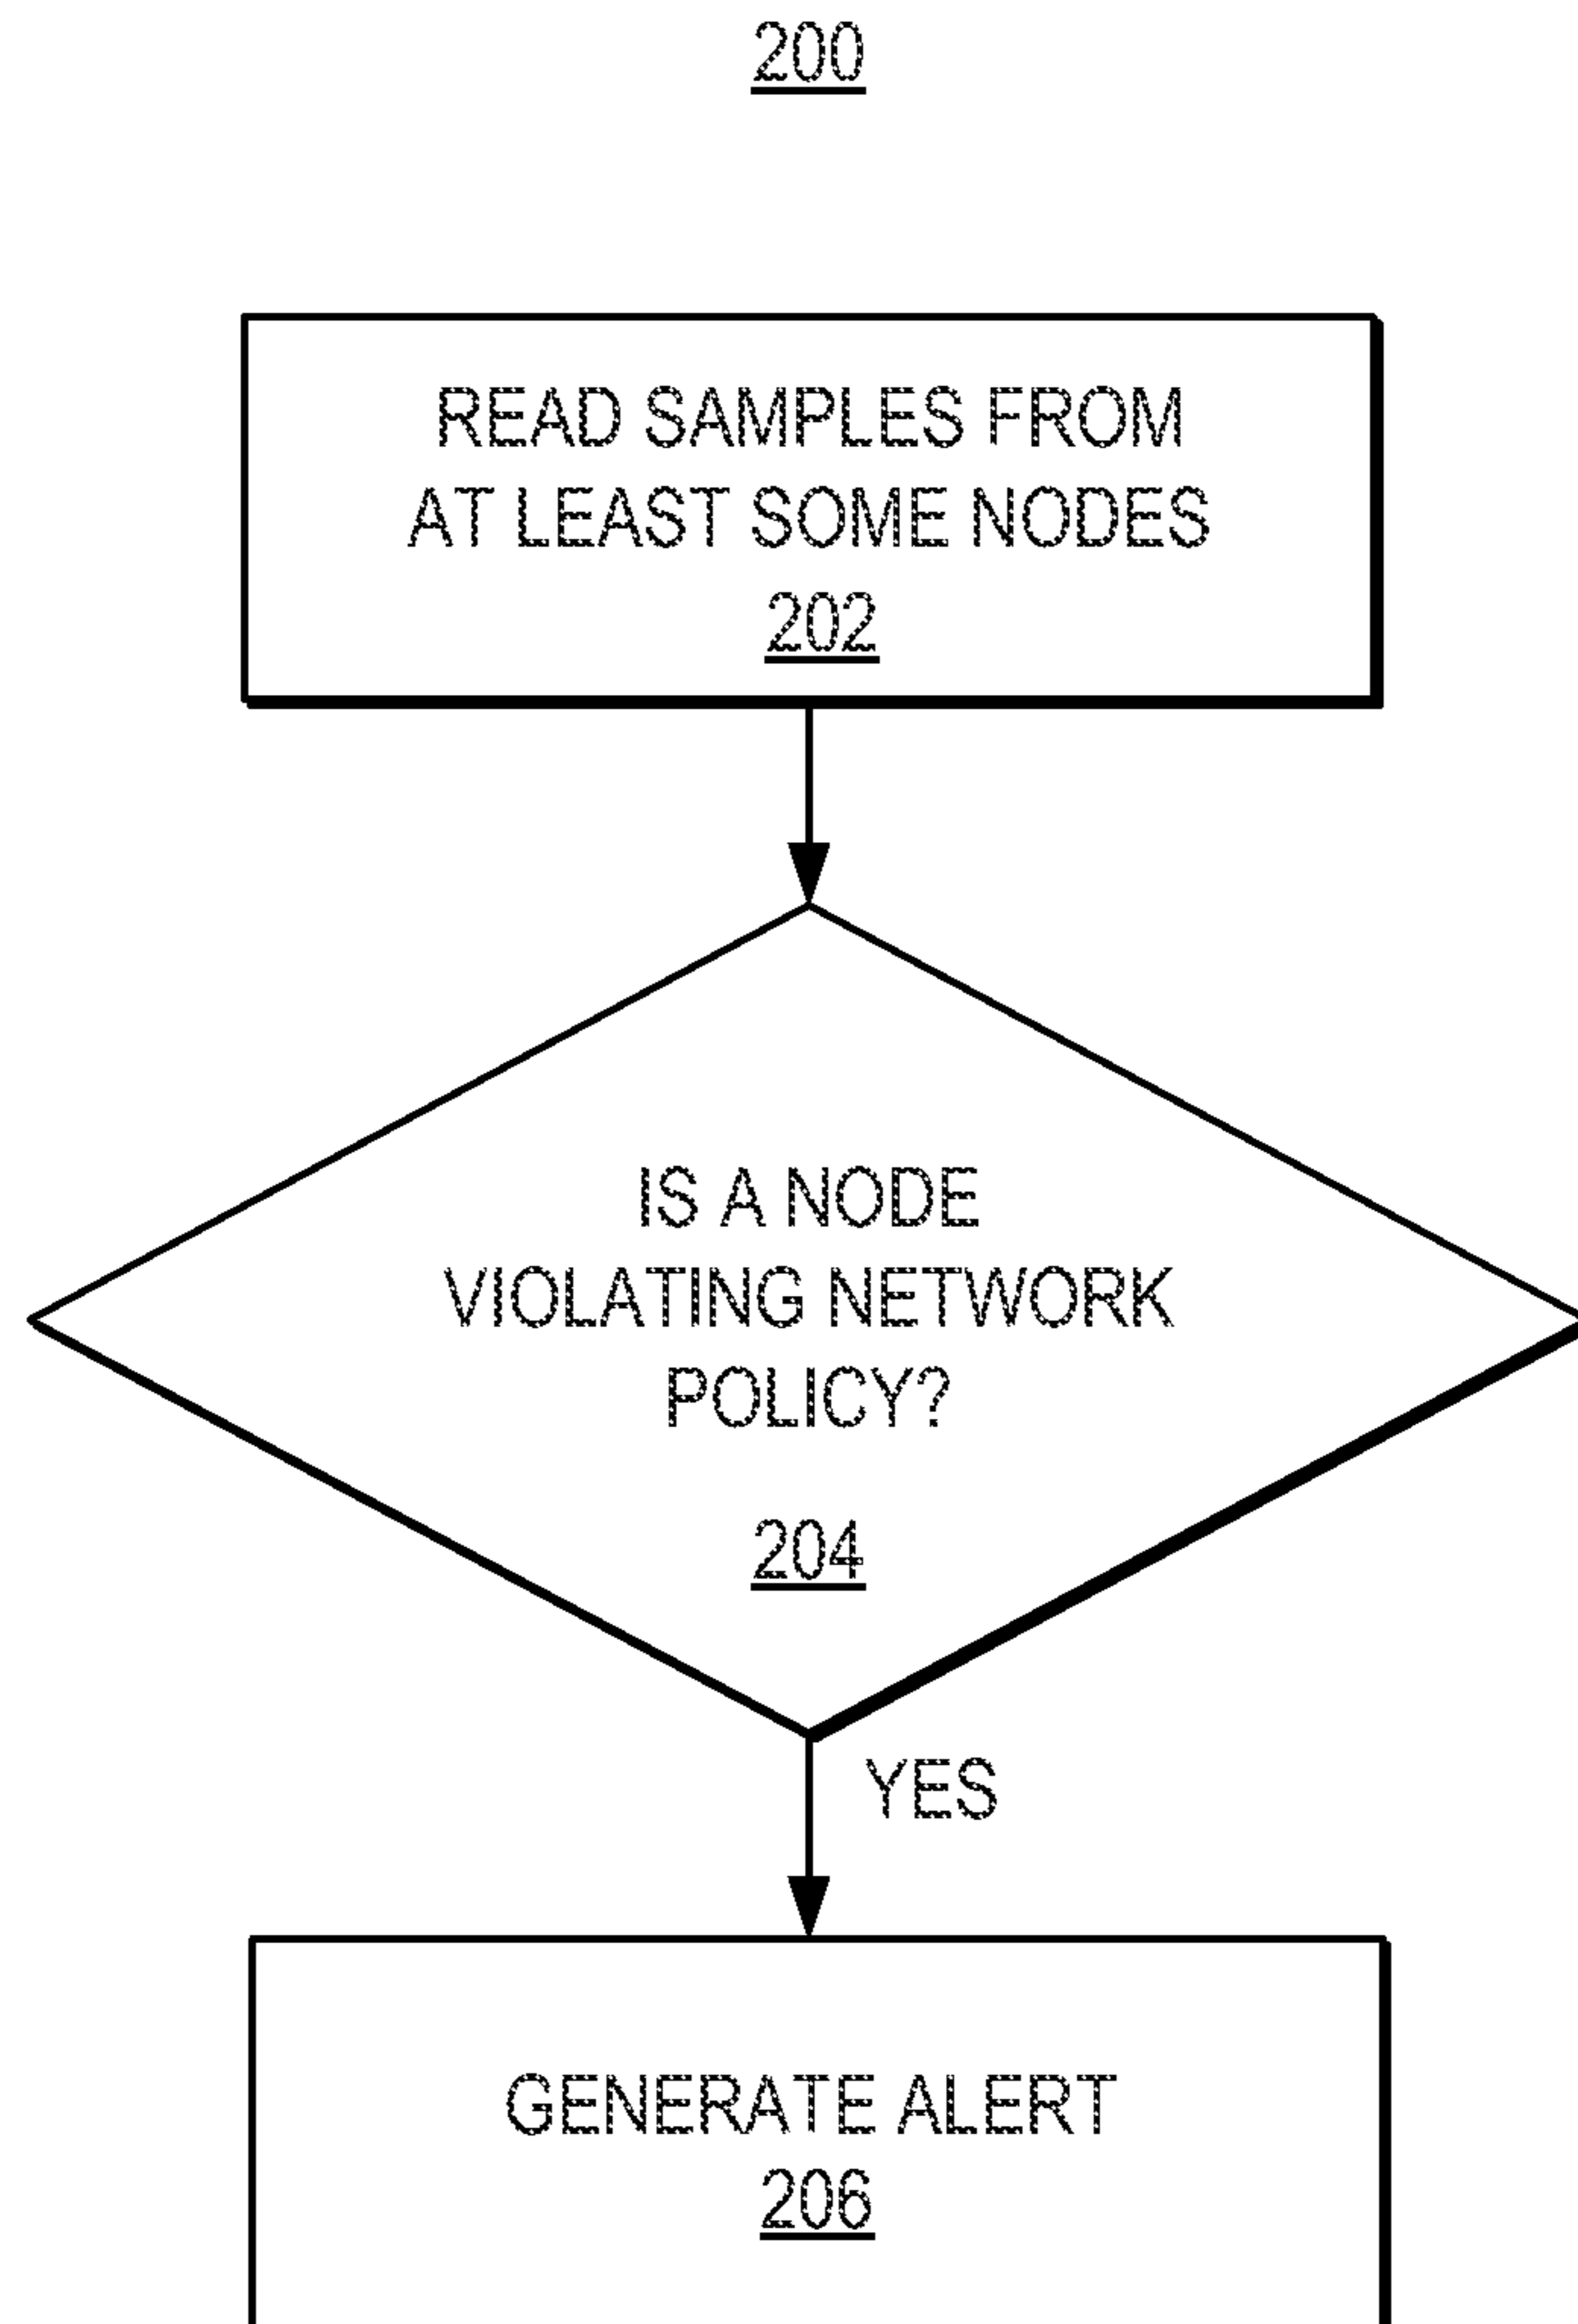 200
READ SAMPLES FROM
AT LEAST SOME NODES
202
IS A NODE
VIOLATING NETWORK
POLICY?
204
YES
GENERATE ALERT
206